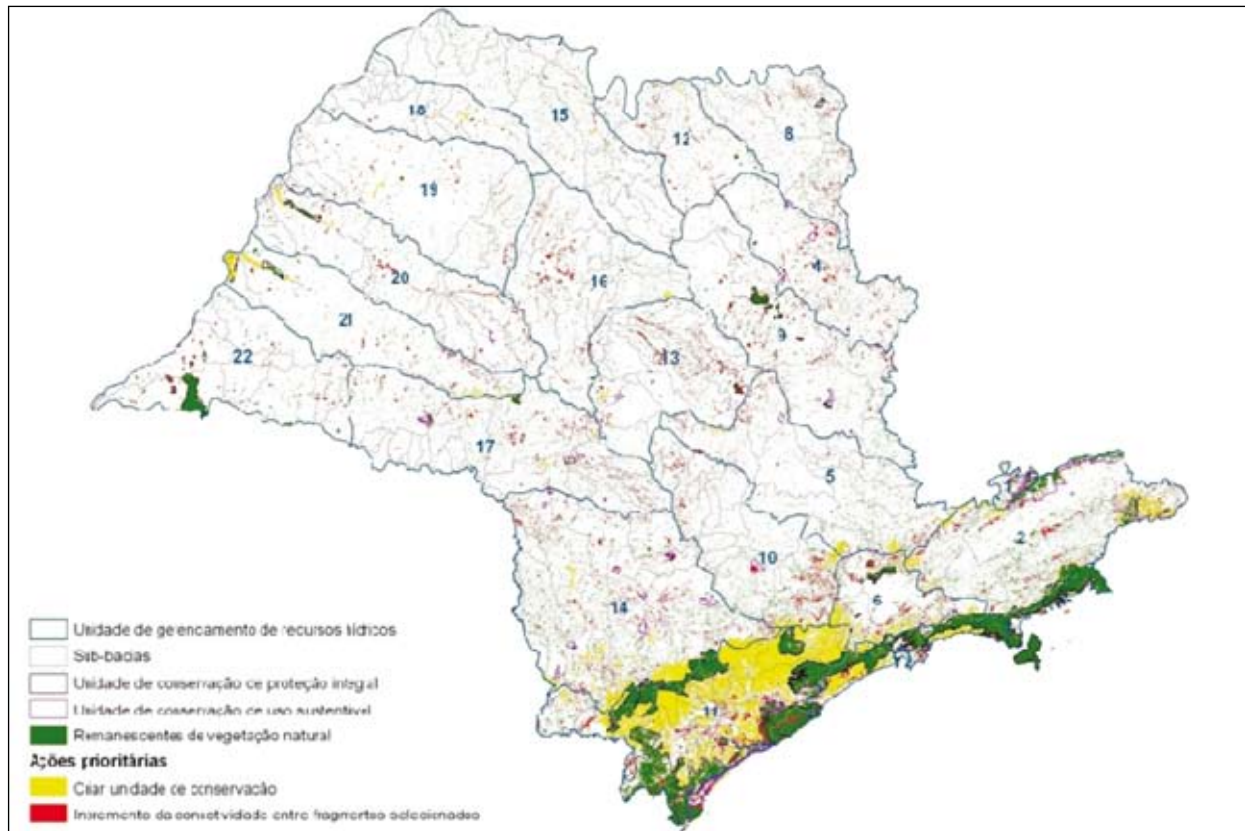 18
15
12
8
19
4
20
16
9
21
13
22
17
5
2
10
6
14
11
Unidade de gerencamento de recursos hídricos
Sub-bacias
Unidade de conservação de proteção integral
Unidade de conservação de uso sustentável
Remanescentes de vegetação natural
Ações prioritárias
Criar unidade de conservação
Incremento da conetividade entre fragmentos selecionados